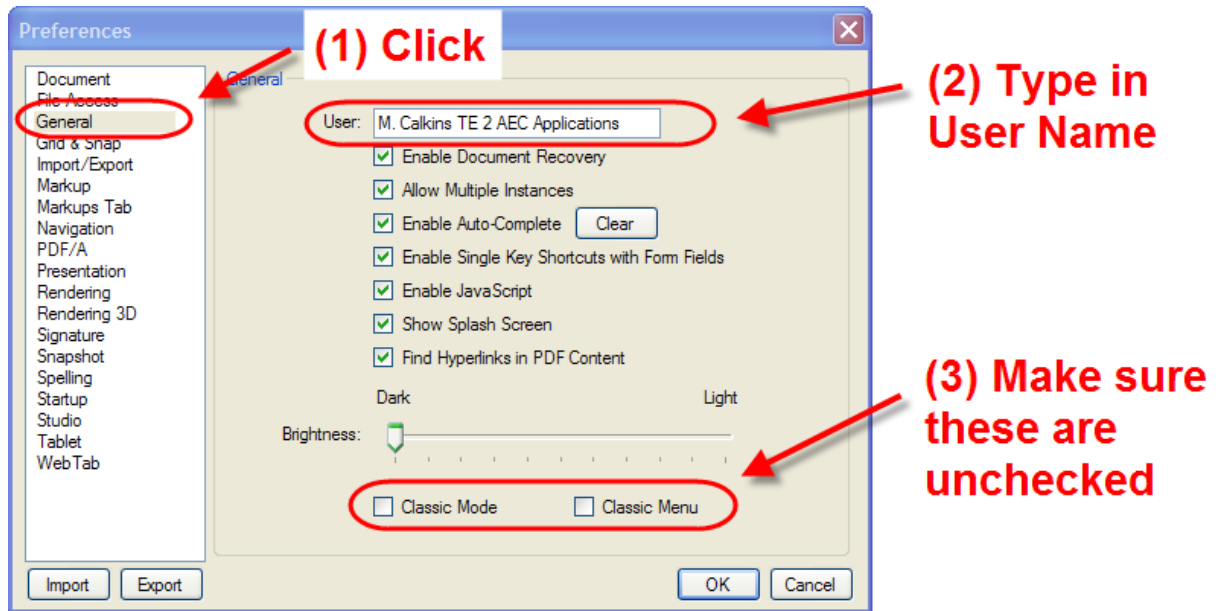 Preferences
(1) Click
Document
File Access
General
Grid & Snap
Import/Export
Markup
Markups Tab
Navigation
PDF/A
Presentation
Rendering
Rendering 3D
Signature
Snapshot
Spelling
Startup
Studio
Tablet
WebTab
Import Export
General
User: M. Calkins TE 2 AEC Applications
Enable Document Recovery
Allow Multiple Instances
Enable Auto-Complete Clear
Enable Single Key Shortcuts with Form Fields
Enable JavaScript
Show Splash Screen
Find Hyperlinks in PDF Content
Dark Light
Brightness:
Classic Mode Classic Menu
OK Cancel
(2) Type in
User Name
(3) Make sure
these are
unchecked